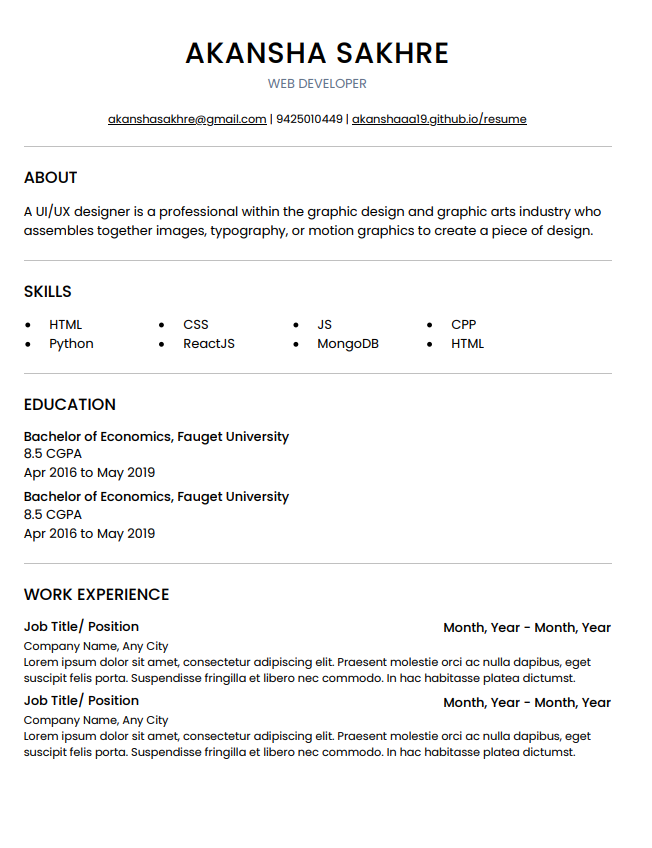 AKANSHA SAKHRE
WEB DEVELOPER
akanshasakhre@gmail.com | 9425010449 | akanshaaa19.github.io/resume
ABOUT
A UI/UX designer is a professional within the graphic design and graphic arts industry who
assembles together images, typography, or motion graphics to create a piece of design.
SKILLS
• HTML • CSS • JS • CPP
• Python • ReactJS • MongoDB • HTML
EDUCATION
Bachelor of Economics, Fauget University
8.5 CGPA
Apr 2016 to May 2019
Bachelor of Economics, Fauget University
8.5 CGPA
Apr 2016 to May 2019
WORK EXPERIENCE
Job Title/ Position Month, Year - Month, Year
Company Name, Any City
Lorem ipsum dolor sit amet, consectetur adipiscing elit. Praesent molestie orci ac nulla dapibus, eget
suscipit felis porta. Suspendisse fringilla et libero nec commodo. In hac habitasse platea dictumst.
Job Title/ Position Month, Year - Month, Year
Company Name, Any City
Lorem ipsum dolor sit amet, consectetur adipiscing elit. Praesent molestie orci ac nulla dapibus, eget
suscipit felis porta. Suspendisse fringilla et libero nec commodo. In hac habitasse platea dictumst.